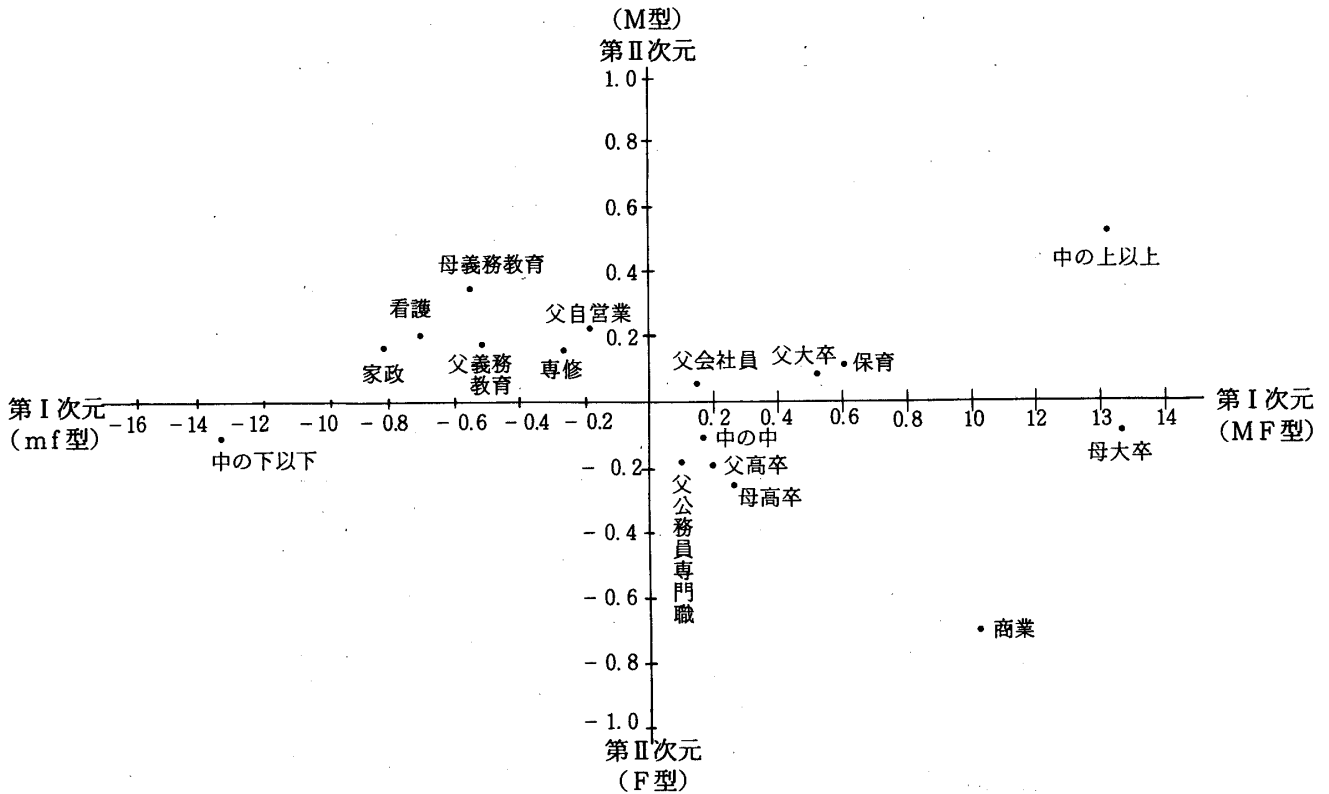 (M型)
第Ⅱ次元
1.0
0.8
0.6
中の上以上
0.4
母義務教育
看護
父自営業
0.2
家政
父義務
教育
専修
父会社員
父大卒
保育
第Ⅰ次元
(mf型)
-16 -14 -12 -10 -0.8 -0.6 -0.4 -0.2
0.2 0.4 0.6 0.8 10 12 13 14
第Ⅰ次元
(MF型)
中の下以下
中の中
母大卒
-0.2
父高卒
母高卒
父公務員専門職
-0.4
-0.6
商業
-0.8
-1.0
第Ⅱ次元
(F型)